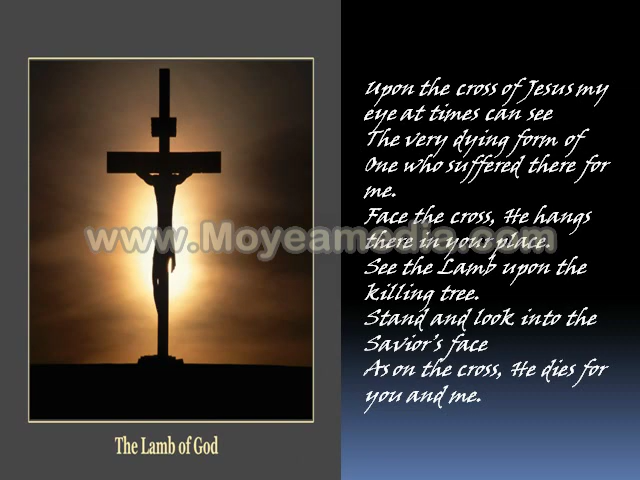 Upon the cross of Jesus my
eye at times can see
The very dying form of
One who suffered there for
me.
Face the cross, He hangs
there in your place.
See the Lamb upon the
killing tree.
Stand and look into the
Savior's face
As on the cross, He dies for
you and me.
www.Moyeamedia.com
The Lamb of God